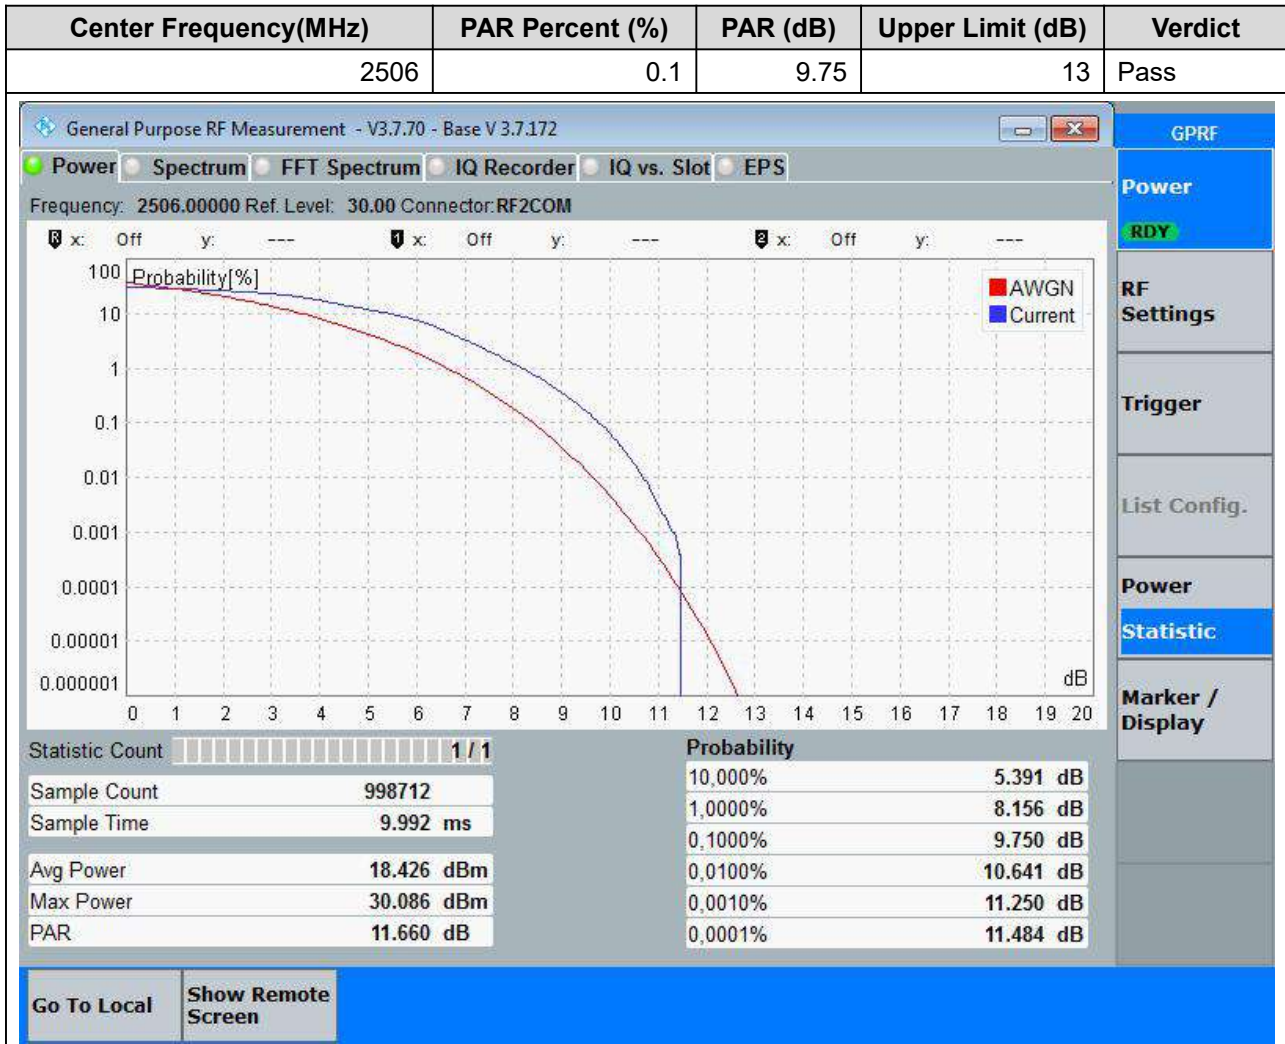 Center Frequency(MHz) PAR Percent (%) PAR (dB) Upper Limit (dB) Verdict
2506 0.1 9.75 13 Pass
General Purpose RF Measurement - V3.7.70 - Base V 3.7.172
GPRF
Power Spectrum FFT Spectrum IQ Recorder IQ vs. Slot EPS
Frequency: 2506.00000 Ref. Level: 30.00 Connector: RF2COM
R x: Off y: --- 1 x: Off y: --- 2 x: Off y: ---
Probability[%]
AWGN
Current
100
10
1
0.1
0.01
0.001
0.0001
0.00001
0.000001
dB
0 1 2 3 4 5 6 7 8 9 10 11 12 13 14 15 16 17 18 19 20
Statistic Count 1 / 1
Sample Count 998712
Sample Time 9.992 ms
Avg Power 18.426 dBm
Max Power 30.086 dBm
PAR 11.660 dB
Probability
10,000% 5.391 dB
1,0000% 8.156 dB
0,1000% 9.750 dB
0,0100% 10.641 dB
0,0010% 11.250 dB
0,0001% 11.484 dB
Power
RDY
RF
Settings
Trigger
List Config.
Power
Statistic
Marker /
Display
Go To Local
Show Remote
Screen